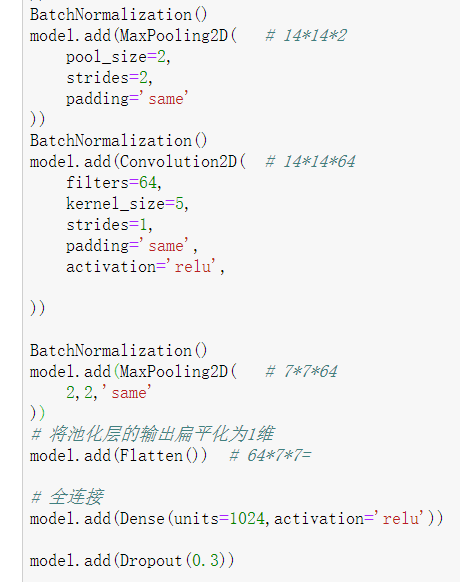 BatchNormalization()
model.add(MaxPooling2D(   # 14*14*2
    pool_size=2,
    strides=2,
    padding='same'
))
BatchNormalization()
model.add(Convolution2D(  # 14*14*64
    filters=64,
    kernel_size=5,
    strides=1,
    padding='same',
    activation='relu',
))
BatchNormalization()
model.add(MaxPooling2D(   # 7*7*64
    2,2,'same'
))
# 将池化层的输出扁平化为1维
model.add(Flatten())  # 64*7*7=
# 全连接
model.add(Dense(units=1024,activation='relu'))
model.add(Dropout(0.3))